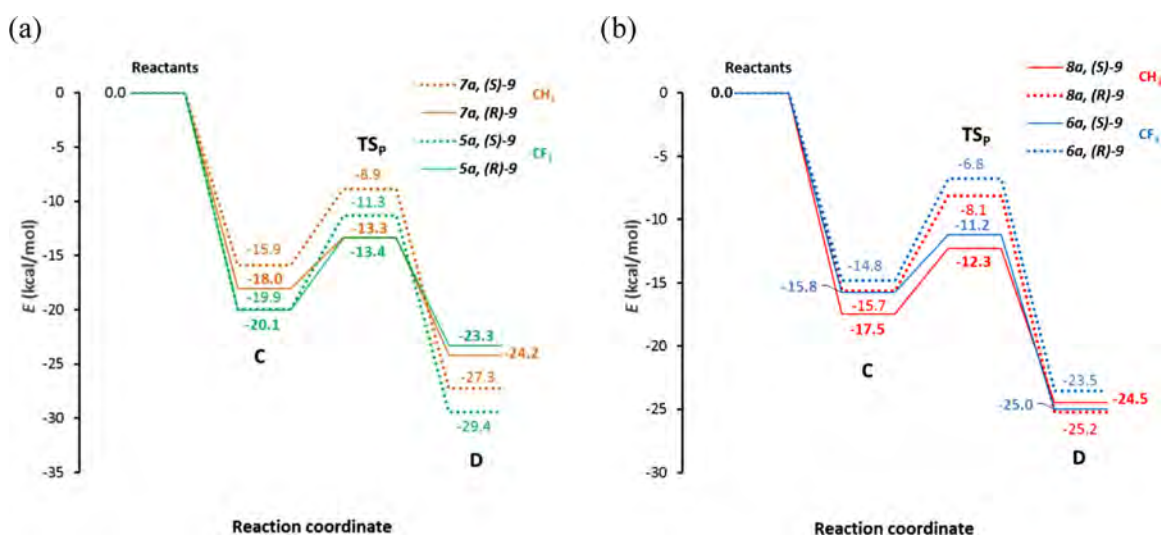 (a)
Reactants
0.0
7a, (S)-9
7a, (R)-9
CH₃
5a, (S)-9
5a, (R)-9
CF₃
TSP
-8.9
-11.3
-13.3
-13.4
-15.9
-18.0
-19.9
-20.1
C
-23.3
-24.2
-27.3
-29.4
D
0
-5
-10
-15
-20
-25
-30
-35
E (kcal/mol)
Reaction coordinate
(b)
Reactants
0.0
8a, (S)-9
8a, (R)-9
CH₃
6a, (S)-9
6a, (R)-9
CF₃
TSP
-6.8
-8.1
-11.2
-12.3
-14.8
-15.8
-15.7
-17.5
C
-23.5
-24.5
-25.0
-25.2
D
0
-5
-10
-15
-20
-25
-30
E (kcal/mol)
Reaction coordinate